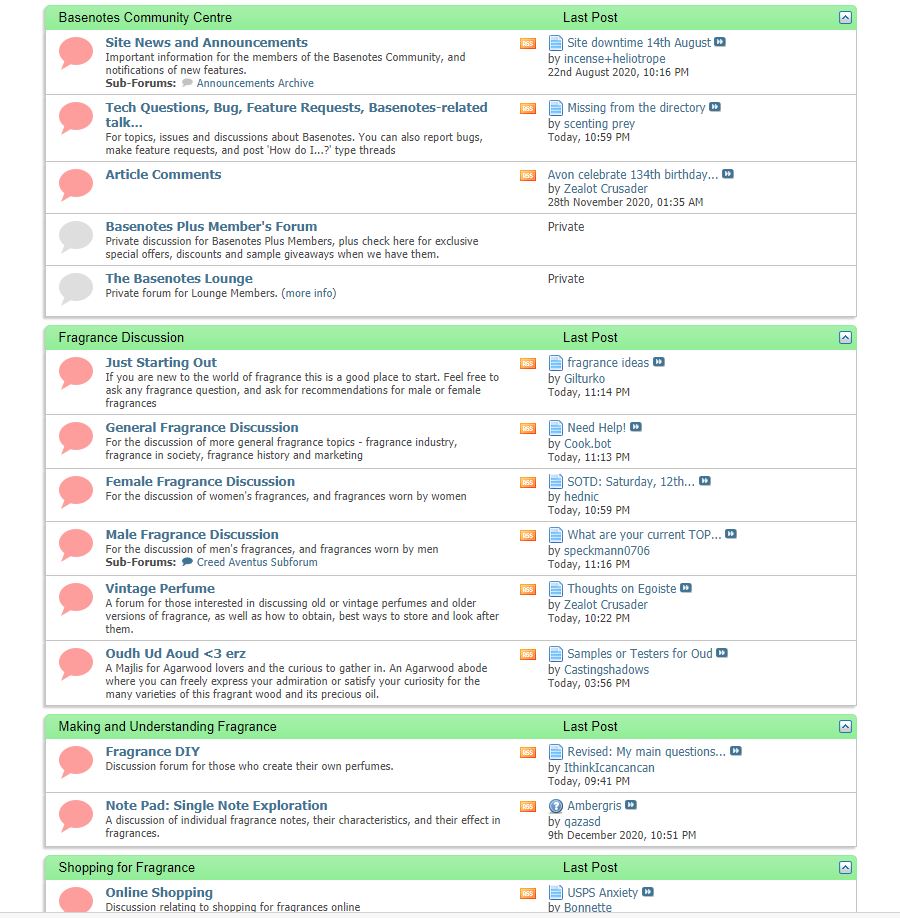 Basenotes Community Centre Last Post
Site News and Announcements
Important information for the members of the Basenotes Community, and
notifications of new features.
Sub-Forums: Announcements Archive
RSS
Site downtime 14th August
by incense+heliotrope
22nd August 2020, 10:16 PM
Tech Questions, Bug, Feature Requests, Basenotes-related
talk...
For topics, issues and discussions about Basenotes. You can also report bugs,
make feature requests, and post 'How do I...?' type threads
RSS
Missing from the directory
by scenting prey
Today, 10:59 PM
Article Comments
RSS
Avon celebrate 134th birthday...
by Zealot Crusader
28th November 2020, 01:35 AM
Basenotes Plus Member's Forum
Private discussion for Basenotes Plus Members, plus check here for exclusive
special offers, discounts and sample giveaways when we have them.
Private
The Basenotes Lounge
Private forum for Lounge Members. (more info)
Private
Fragrance Discussion Last Post
Just Starting Out
If you are new to the world of fragrance this is a good place to start. Feel free to
ask any fragrance question, and ask for recommendations for male or female
fragrances
RSS
fragrance ideas
by Gilturko
Today, 11:14 PM
General Fragrance Discussion
For the discussion of more general fragrance topics - fragrance industry,
fragrance in society, fragrance history and marketing
RSS
Need Help!
by Cook.bot
Today, 11:13 PM
Female Fragrance Discussion
For the discussion of women's fragrances, and fragrances worn by women
RSS
SOTD: Saturday, 12th...
by hednic
Today, 10:59 PM
Male Fragrance Discussion
For the discussion of men's fragrances, and fragrances worn by men
Sub-Forums: Creed Aventus Subforum
RSS
What are your current TOP...
by speckmann0706
Today, 11:16 PM
Vintage Perfume
A forum for those interested in discussing old or vintage perfumes and older
versions of fragrance, as well as how to obtain, best ways to store and look after
them.
RSS
Thoughts on Egoiste
by Zealot Crusader
Today, 10:22 PM
Oudh Ud Aoud <3 erz
A Majlis for Agarwood lovers and the curious to gather in. An Agarwood abode
where you can freely express your admiration or satisfy your curiosity for the
many varieties of this fragrant wood and its precious oil.
RSS
Samples or Testers for Oud
by Castingshadows
Today, 03:56 PM
Making and Understanding Fragrance Last Post
Fragrance DIY
Discussion forum for those who create their own perfumes.
RSS
Revised: My main questions...
by IthinkIcancancan
Today, 09:41 PM
Note Pad: Single Note Exploration
A discussion of individual fragrance notes, their characteristics, and their effect in
fragrances.
RSS
Ambergris
by qazasd
9th December 2020, 10:51 PM
Shopping for Fragrance Last Post
Online Shopping
Discussion relating to shopping for fragrances online
RSS
USPS Anxiety
by Bonnette